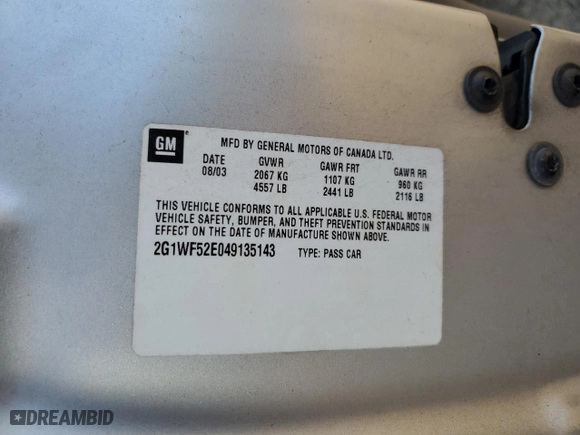 GM ®
MFD BY GENERAL MOTORS OF CANADA LTD.
DATE GVWR GAWR FRT GAWR RR
08/03 2067 KG 1107 KG 960 KG
4557 LB 2441 LB 2116 LB
THIS VEHICLE CONFORMS TO ALL APPLICABLE U.S. FEDERAL MOTOR
VEHICLE SAFETY, BUMPER, AND THEFT PREVENTION STANDARDS IN
EFFECT ON THE DATE OF MANUFACTURE SHOWN ABOVE.
2G1WF52E049135143 TYPE: PASS CAR
DREAMBID